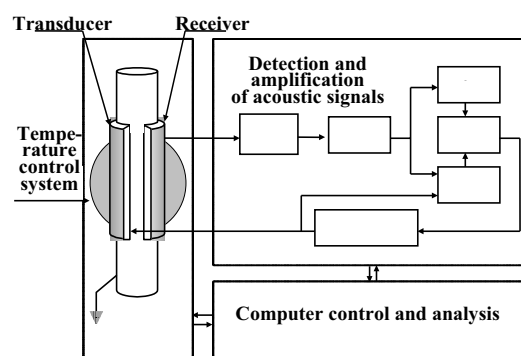 Transducer
Receiver
Detection and
amplification
of acoustic signals
Tempe-
rature
control
system
Computer control and analysis